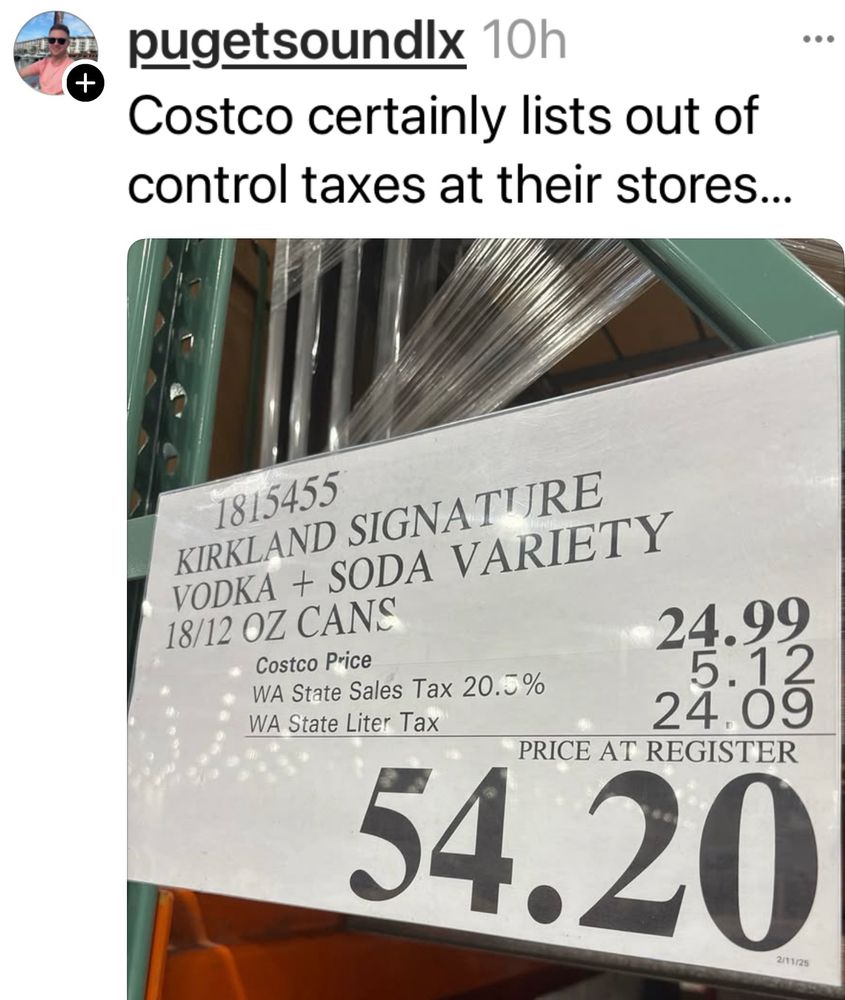 pugetsoundlx 10h
Costco certainly lists out of
control taxes at their stores...
1815455
KIRKLAND SIGNATURE
VODKA + SODA VARIETY
18/12 OZ CANS
Costco Price 24.99
WA State Sales Tax 20.5% 5.12
WA State Liter Tax 24.09
PRICE AT REGISTER
54.20
2/11/25